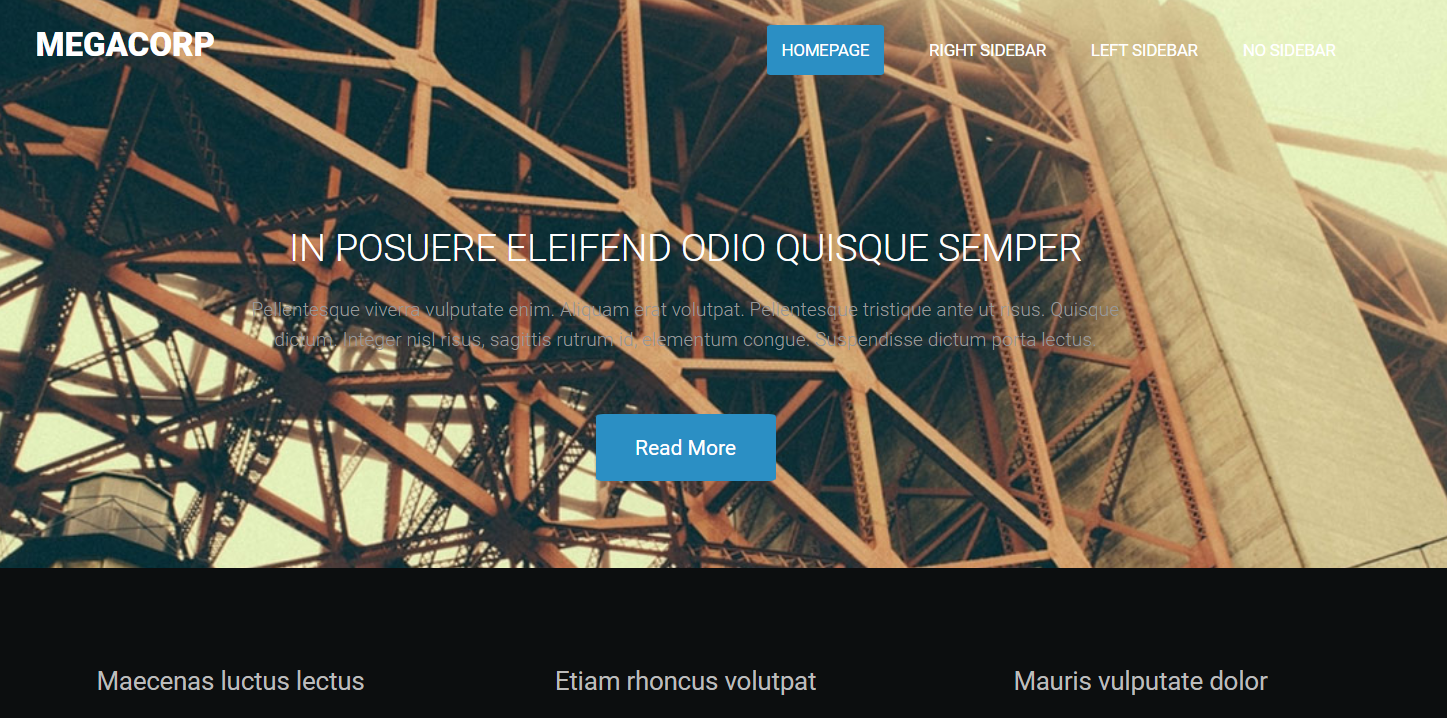 MEGACORP
HOMEPAGE RIGHT SIDEBAR LEFT SIDEBAR NO SIDEBAR
IN POSUERE ELEIFEND ODIO QUISQUE SEMPER
Pellentesque viverra vulputate enim. Aliquam erat volutpat. Pellentesque tristique ante ut risus. Quisque
dictum. Integer nisl risus, sagittis rutrum id, elementum congue. Suspendisse dictum porta lectus
Read More
Maecenas luctus lectus
Etiam rhoncus volutpat
Mauris vulputate dolor